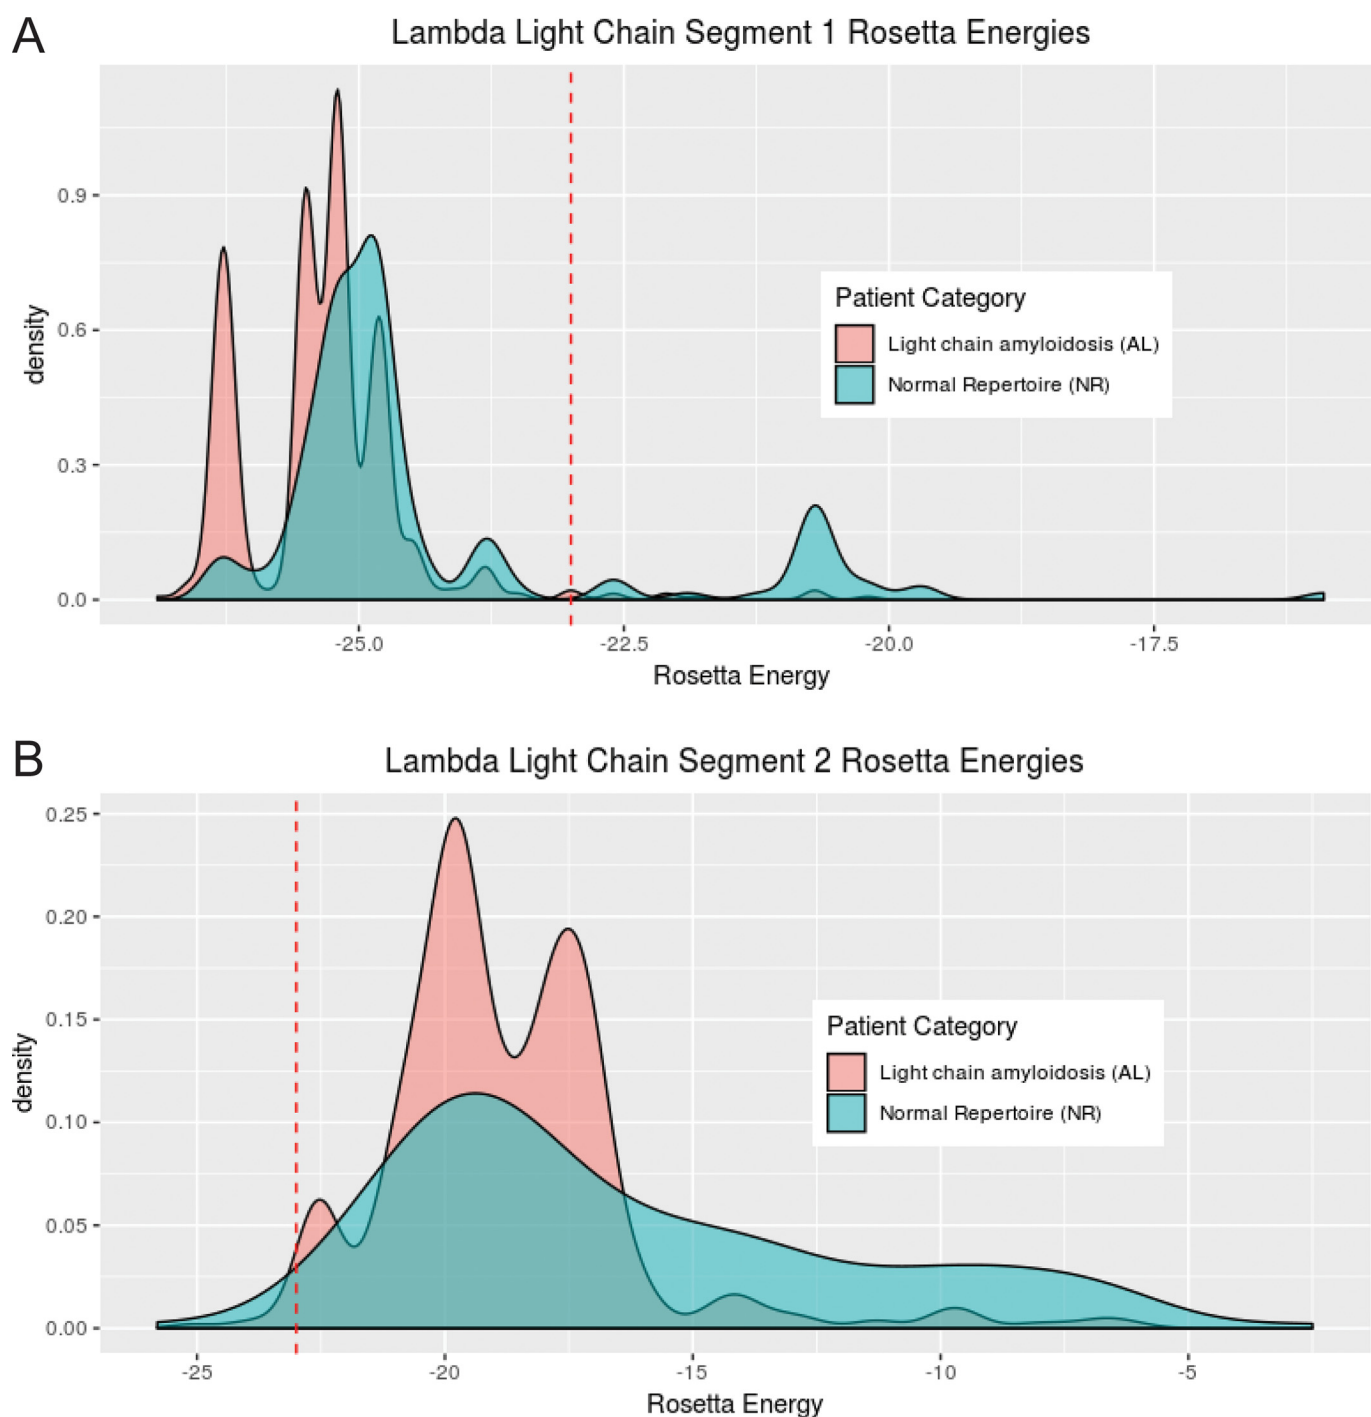 A
Lambda Light Chain Segment 1 Rosetta Energies
density
0.9
0.6
0.3
0.0
Patient Category
Light chain amyloidosis (AL)
Normal Repertoire (NR)
-25.0 -22.5 -20.0 -17.5
Rosetta Energy
B
Lambda Light Chain Segment 2 Rosetta Energies
density
0.25
0.20
0.15
0.10
0.05
0.00
Patient Category
Light chain amyloidosis (AL)
Normal Repertoire (NR)
-25 -20 -15 -10 -5
Rosetta Energy